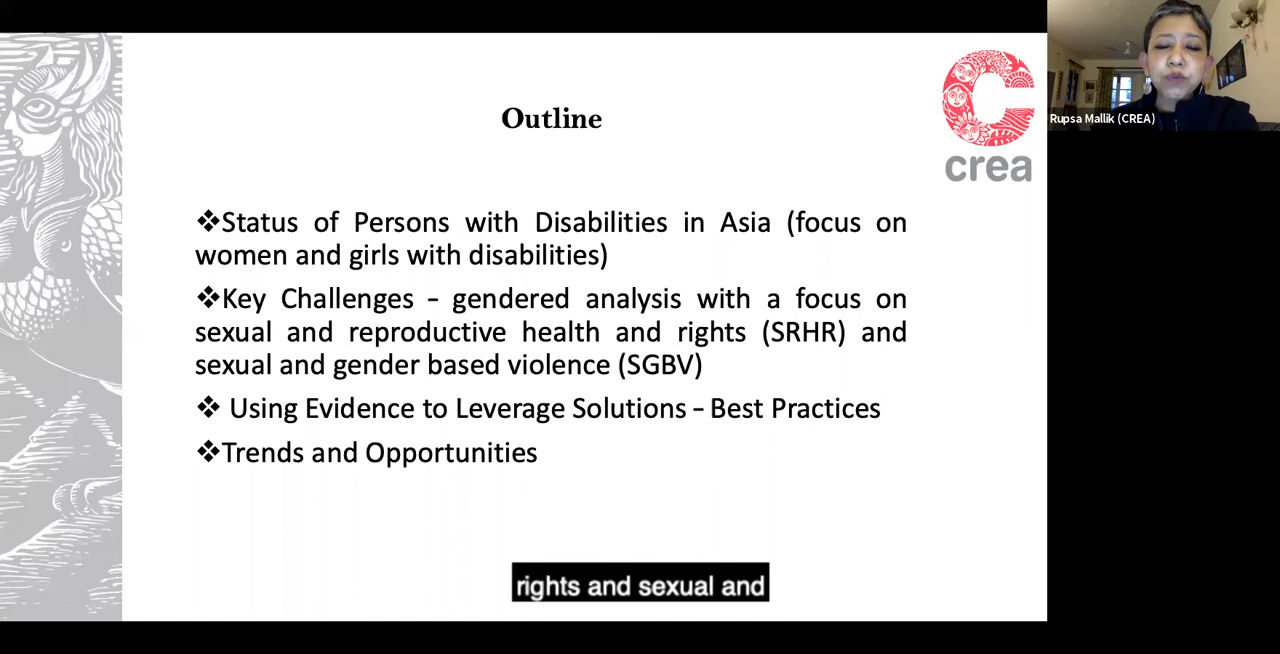 Outline
crea
Rupsa Mallik (CREA)
❖Status of Persons with Disabilities in Asia (focus on
women and girls with disabilities)
❖Key Challenges – gendered analysis with a focus on
sexual and reproductive health and rights (SRHR) and
sexual and gender based violence (SGBV)
❖ Using Evidence to Leverage Solutions – Best Practices
❖Trends and Opportunities
rights and sexual and